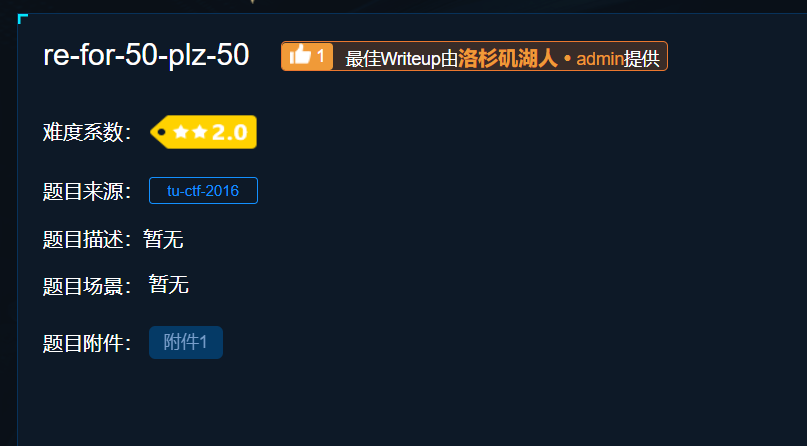 re-for-50-plz-50 1 最佳Writeup由洛杉矶湖人 • admin提供
难度系数： 2.0
题目来源： tu-ctf-2016
题目描述：暂无
题目场景： 暂无
题目附件： 附件1